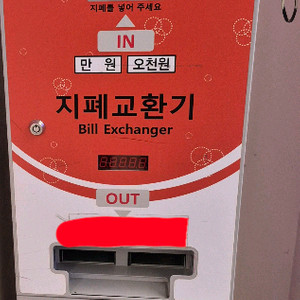 지폐를 넣어 주세요
IN
만 원 오천원
지폐교환기
Bill Exchanger
OUT